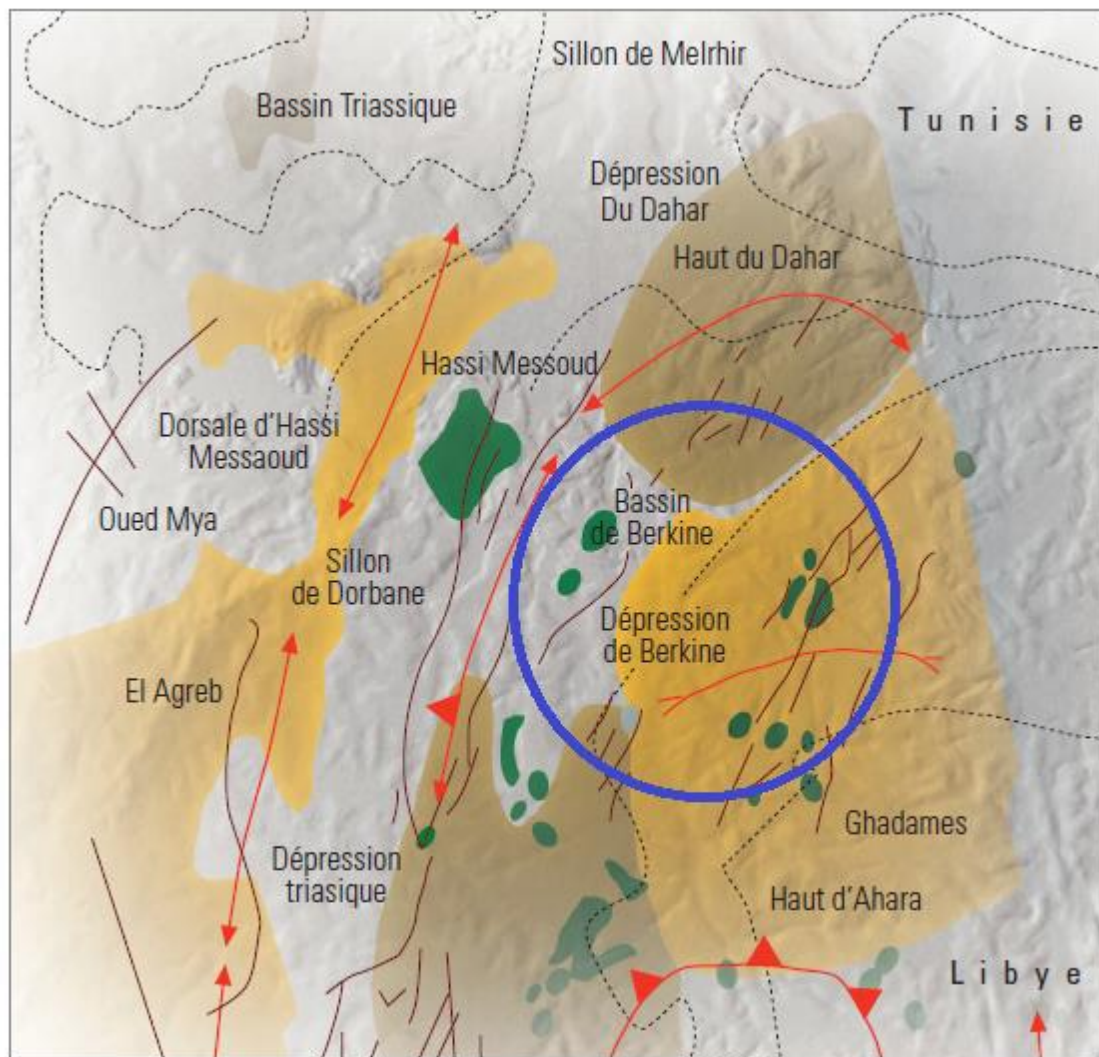 Sillon de Melrhir
Bassin Triassique
Tunisie
Dépression
Du Dahar
Haut du Dahar
Hassi Messoud
Dorsale d'Hassi
Messaoud
Oued Mya
Bassin
de Berkine
Sillon
de Dorbane
Dépression
de Berkine
El Agreb
Ghadames
Dépression
triasique
Haut d'Ahara
Libye